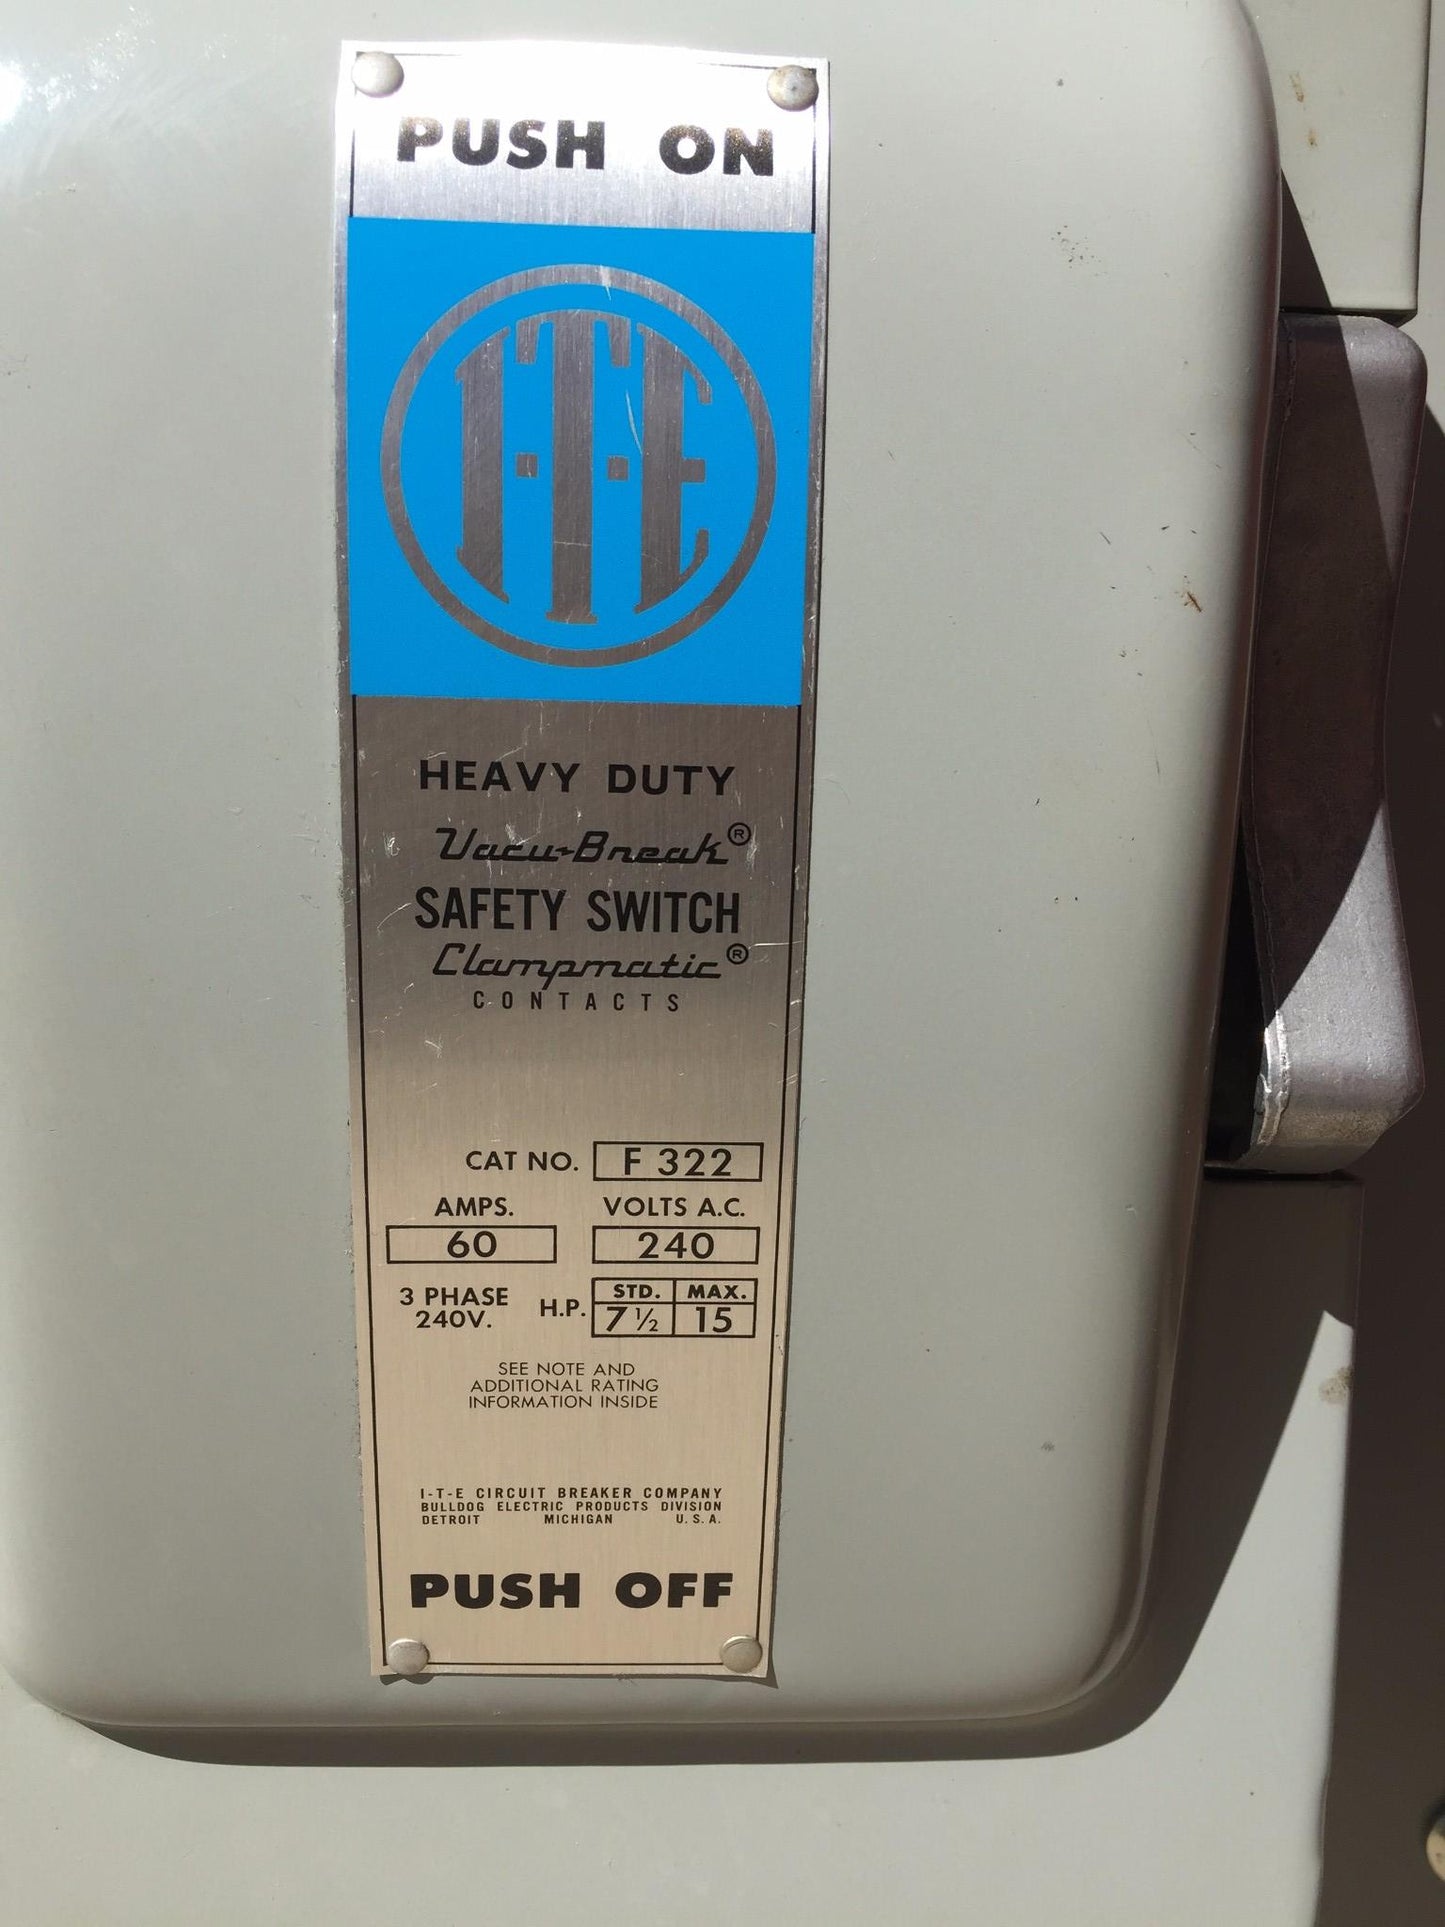 PUSH ON
I-T-E
HEAVY DUTY
Vacu-Break®
SAFETY SWITCH
Clampmatic®
CONTACTS
CAT NO. F 322
AMPS. VOLTS A.C.
60 240
3 PHASE 240V. H.P. STD. MAX.
7 1/2 15
SEE NOTE AND
ADDITIONAL RATING
INFORMATION INSIDE
I-T-E CIRCUIT BREAKER COMPANY
BULLDOG ELECTRIC PRODUCTS DIVISION
DETROIT MICHIGAN U.S.A.
PUSH OFF